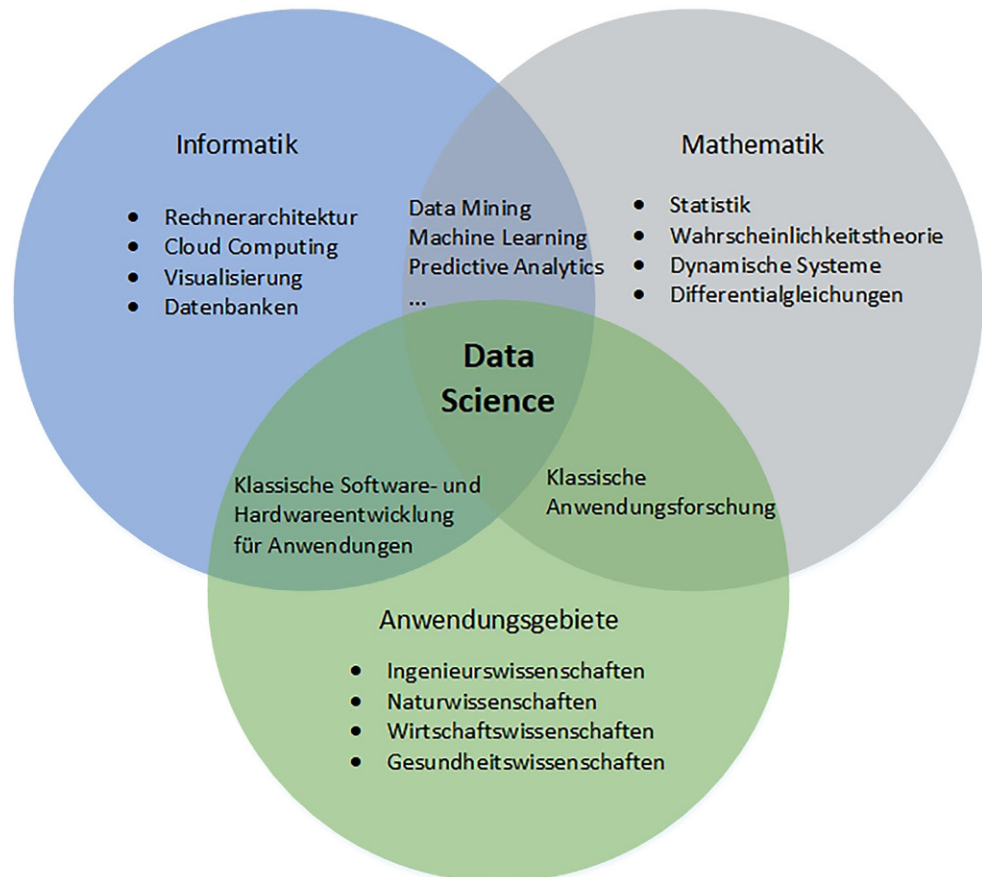 Informatik
• Rechnerarchitektur
• Cloud Computing
• Visualisierung
• Datenbanken
Data Mining
Machine Learning
Predictive Analytics
...
Mathematik
• Statistik
• Wahrscheinlichkeitstheorie
• Dynamische Systeme
• Differentialgleichungen
Data
Science
Klassische Software- und
Hardwareentwicklung
für Anwendungen
Klassische
Anwendungsforschung
Anwendungsgebiete
• Ingenieurswissenschaften
• Naturwissenschaften
• Wirtschaftswissenschaften
• Gesundheitswissenschaften